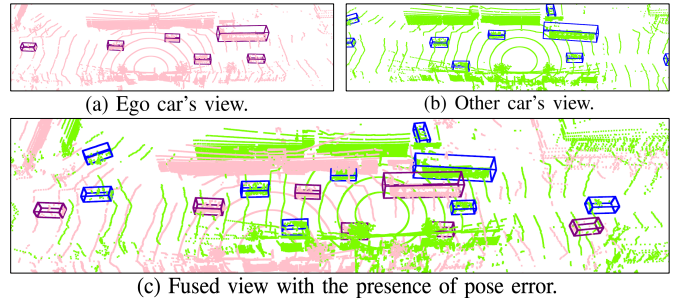 (a) Ego car's view.
(b) Other car's view.
(c) Fused view with the presence of pose error.